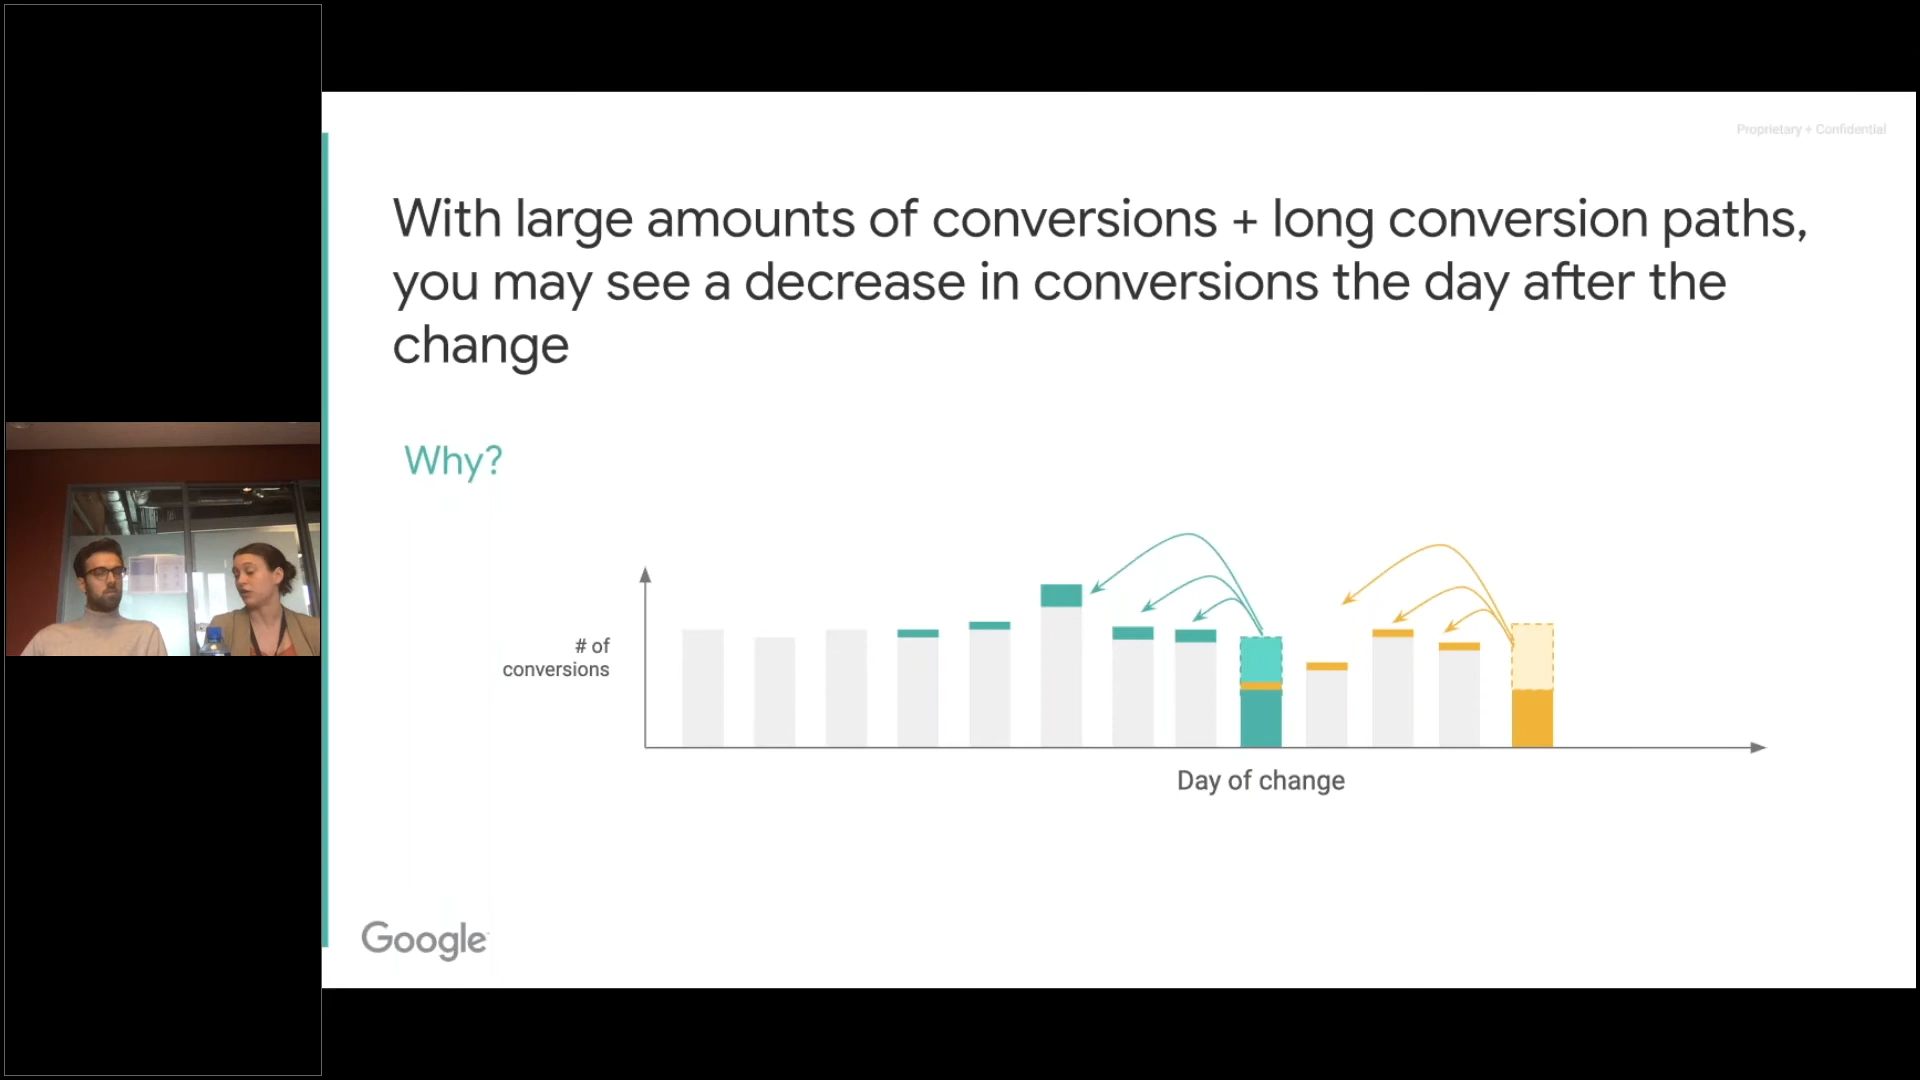 Proprietary + Confidential
With large amounts of conversions + long conversion paths,
you may see a decrease in conversions the day after the
change
Why?
# of
conversions
Day of change
Google